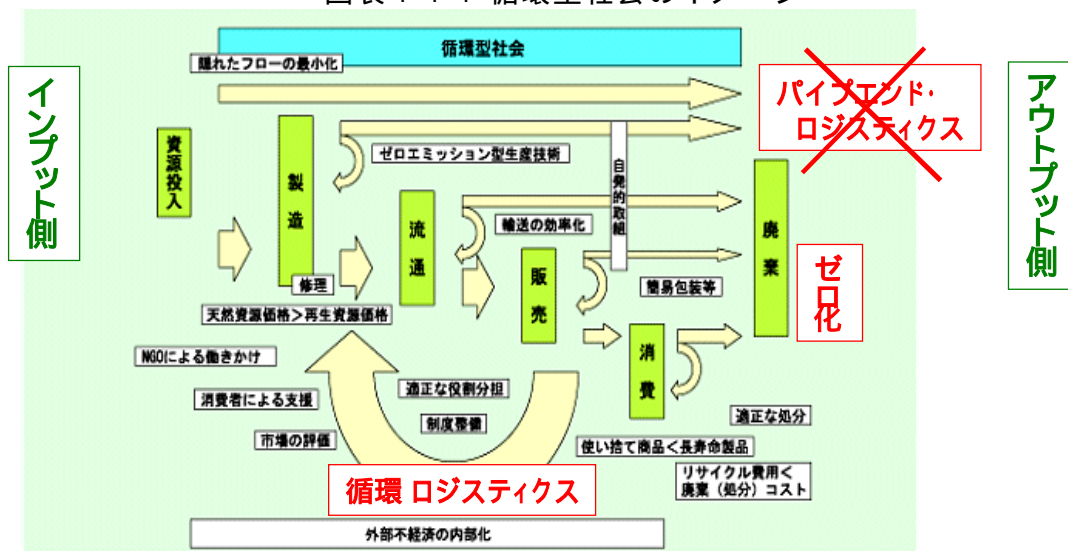 循環型社会
隠れたフローの最小化
インプット側
パイプエンド・
ロジスティクス
アウトプット側
資源投入
製造
ゼロエミッション型生産技術
自発的取組
流通
輸送の効率化
廃棄
販売
ゼロ化
修理
簡易包装等
天然資源価格＞再生資源価格
消費
NGOによる働きかけ
消費者による支援
適正な役割分担
適正な処分
制度整備
市場の評価
使い捨て商品＜長寿命製品
リサイクル費用＜
廃棄（処分）コスト
循環 ロジスティクス
外部不経済の内部化